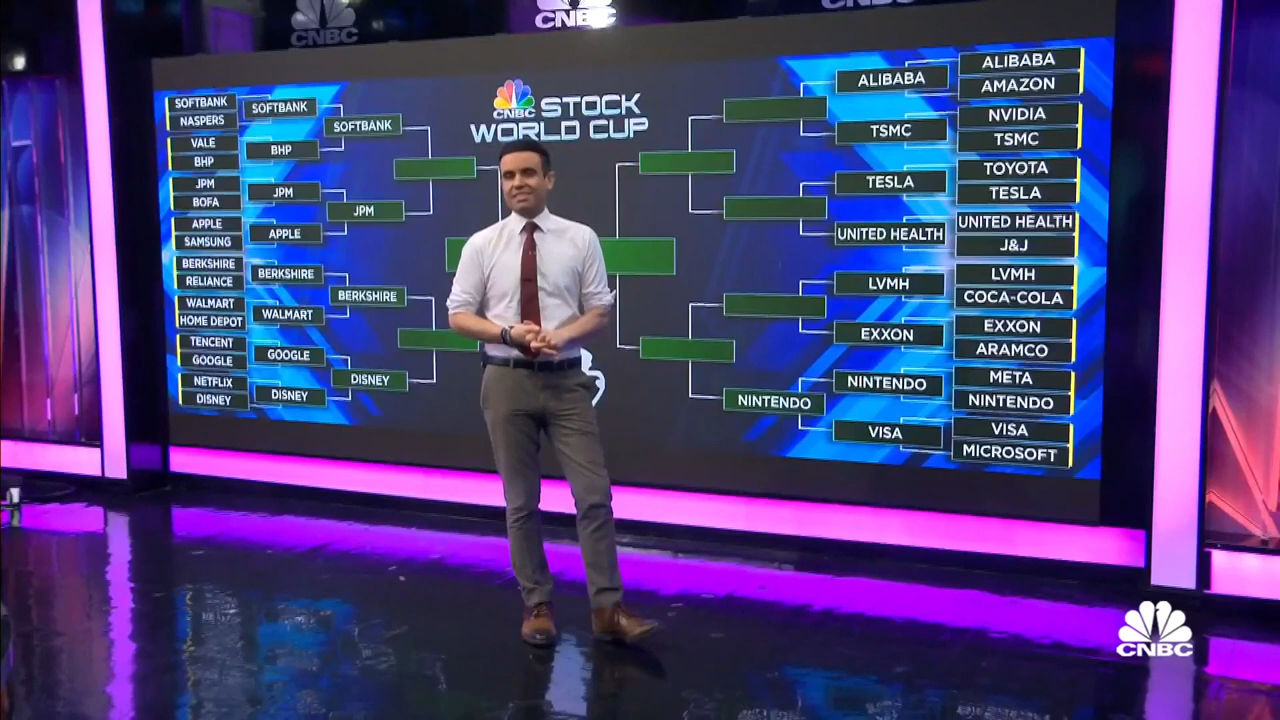 CNBC
CNBC
CNBC
CNBC STOCK
WORLD CUP
SOFTBANK
NASPERS
VALE
BHP
JPM
BOFA
APPLE
SAMSUNG
BERKSHIRE
RELIANCE
WALMART
HOME DEPOT
TENCENT
GOOGLE
NETFLIX
DISNEY
SOFTBANK
BHP
JPM
APPLE
BERKSHIRE
WALMART
GOOGLE
DISNEY
SOFTBANK
JPM
BERKSHIRE
DISNEY
NINTENDO
ALIBABA
TSMC
TESLA
UNITED HEALTH
LVMH
EXXON
NINTENDO
VISA
ALIBABA
AMAZON
NVIDIA
TSMC
TOYOTA
TESLA
UNITED HEALTH
J&J
LVMH
COCA-COLA
EXXON
ARAMCO
META
NINTENDO
VISA
MICROSOFT
CNBC